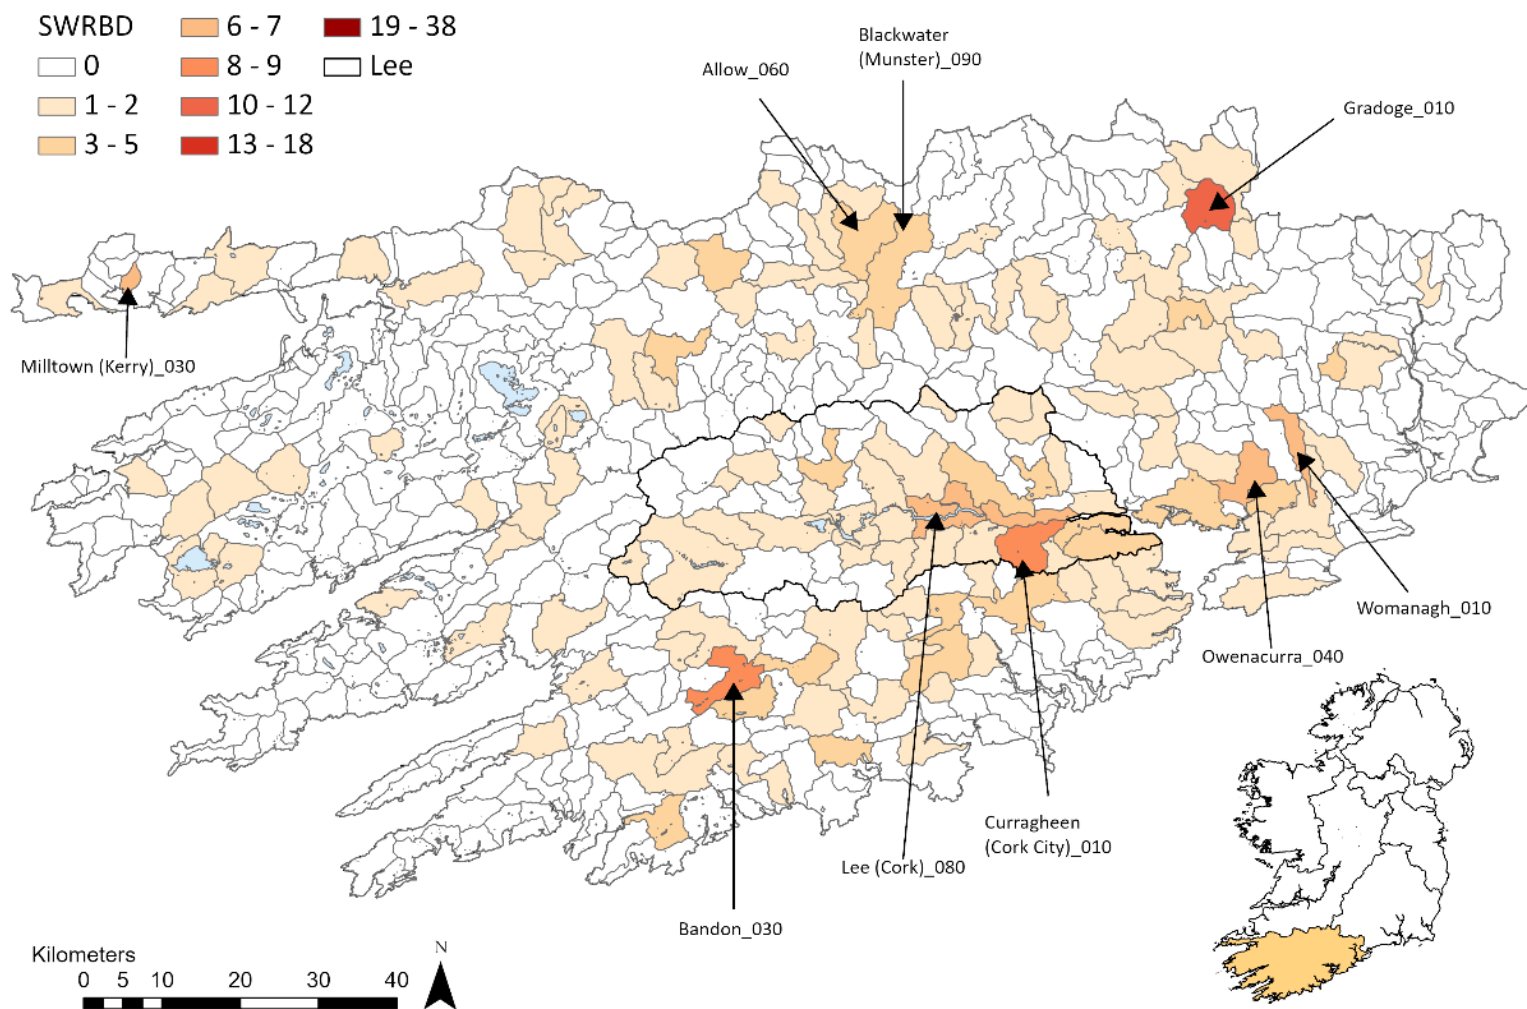 SWRBD
0
1 - 2
3 - 5
6 - 7
8 - 9
10 - 12
13 - 18
19 - 38
Lee
Blackwater
(Munster)_090
Allow_060
Gradoge_010
Milltown (Kerry)_030
Womanagh_010
Owenacurra_040
Curragheen
(Cork City)_010
Lee (Cork)_080
Bandon_030
Kilometers
0 5 10 20 30 40
N